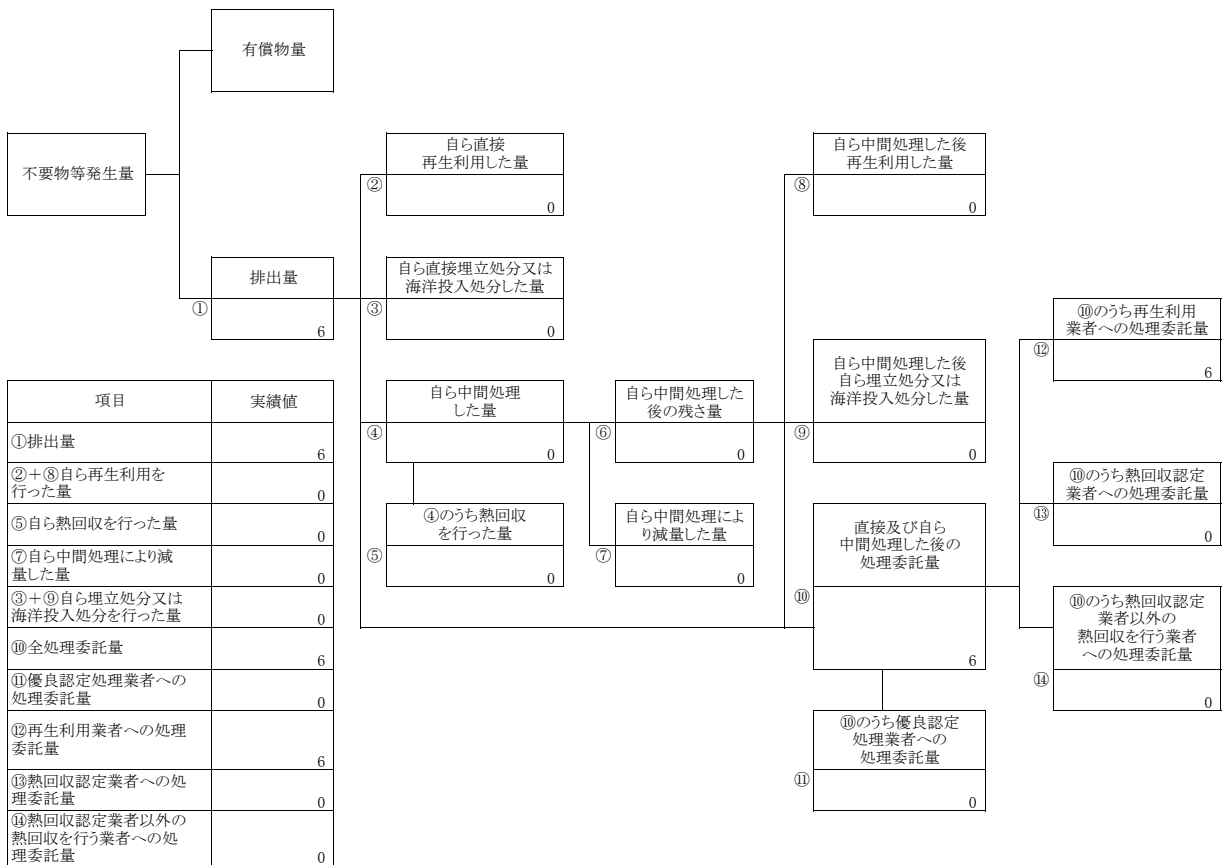 有償物量
不要物等発生量
自ら直接
再生利用した量
②
0
自ら中間処理した後
再生利用した量
⑧
0
排出量
①
6
自ら直接埋立処分又は
海洋投入処分した量
③
0
⑩のうち再生利用
業者への処理委託量
⑫
6
自ら中間処理
した量
④
0
自ら中間処理した
後の残さ量
⑥
0
自ら中間処理した後
自ら埋立処分又は
海洋投入処分した量
⑨
0
④のうち熱回収
を行った量
⑤
0
自ら中間処理によ
り減量した量
⑦
0
直接及び自ら
中間処理した後の
処理委託量
⑩
6
⑩のうち熱回収認定
業者への処理委託量
⑬
0
⑩のうち熱回収認定
業者以外の
熱回収を行う業者
への処理委託量
⑭
0
⑩のうち優良認定
処理業者への
処理委託量
⑪
0
項目 実績値
①排出量
6
②+⑧自ら再生利用を
行った量
0
⑤自ら熱回収を行った量
0
⑦自ら中間処理により減
量した量
0
③+⑨自ら埋立処分又は
海洋投入処分を行った量
0
⑩全処理委託量
6
⑪優良認定処理業者への
処理委託量
0
⑫再生利用業者への処理
委託量
6
⑬熱回収認定業者への処
理委託量
0
⑭熱回収認定業者以外の
熱回収を行う業者への処
理委託量
0